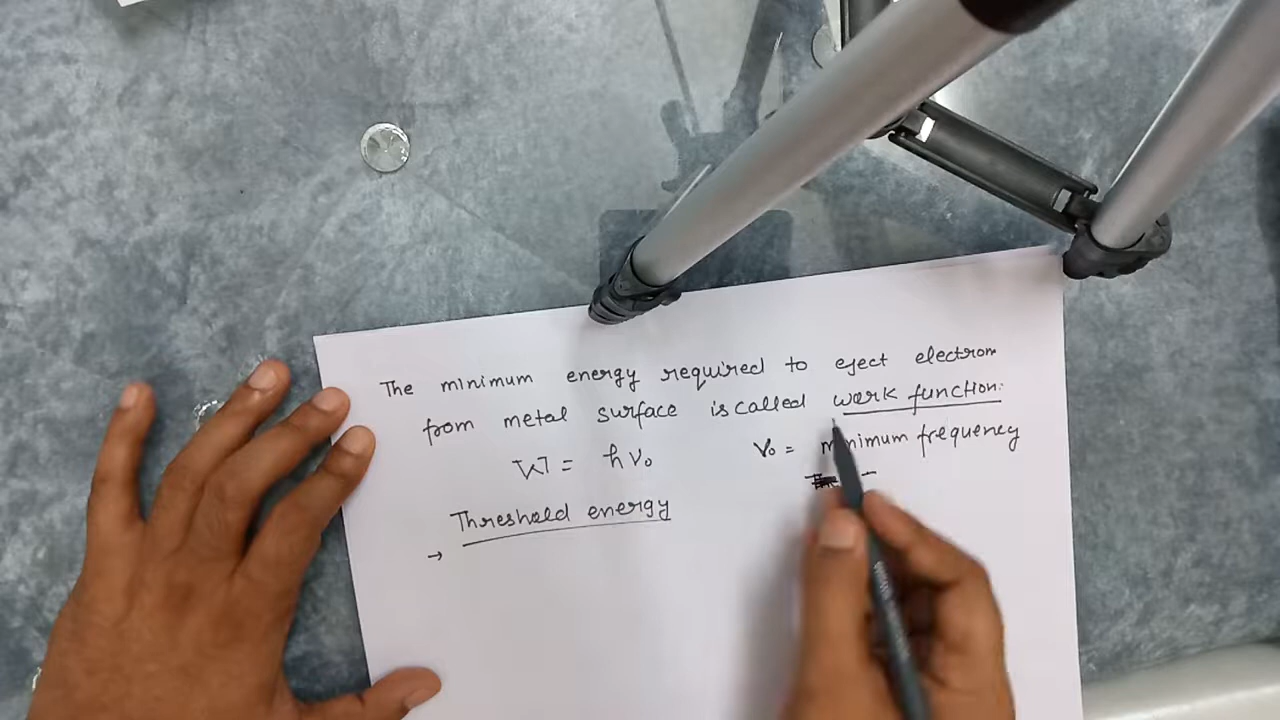 The minimum energy required to eject electron
from metal surface is called work function.
W = hν₀
ν₀ = minimum frequency
Threshold energy
→